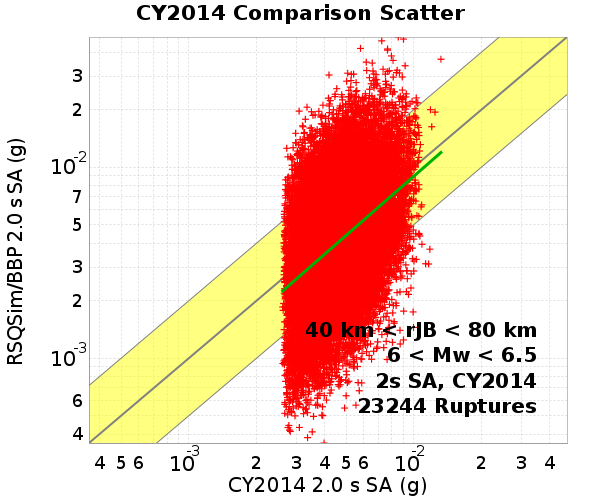 CY2014 Comparison Scatter
RSQSim/BBP 2.0 s SA (g)
3
2
10-2
7
5
3
2
10-3
6
4
40 km < rJB < 80 km
6 < Mw < 6.5
2s SA, CY2014
23244 Ruptures
4 5 6 10-3 2 3 4 5 6 10-2 2 3 4
CY2014 2.0 s SA (g)